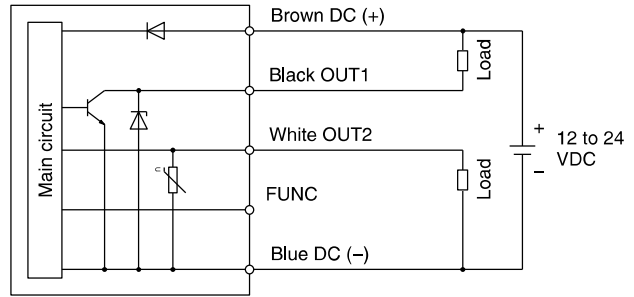 Brown DC (+)
Load
Black OUT1
Main circuit
White OUT2
+
12 to 24
VDC
−
Load
FUNC
Blue DC (−)